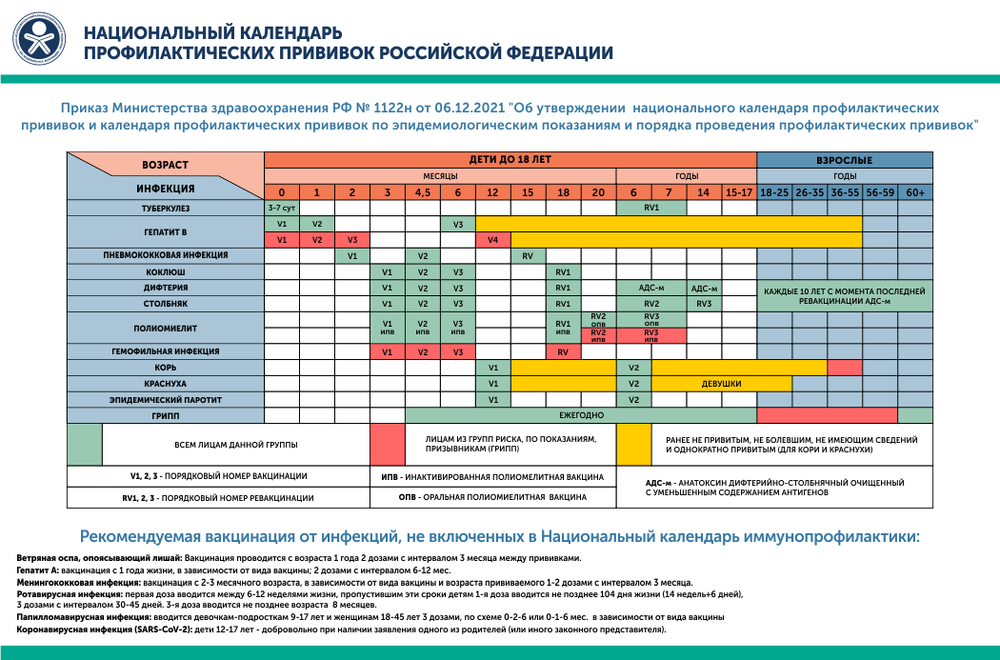 НАЦИОНАЛЬНЫЙ КАЛЕНДАРЬ
ПРОФИЛАКТИЧЕСКИХ ПРИВИВОК РОССИЙСКОЙ ФЕДЕРАЦИИ
Приказ Министерства здравоохранения РФ № 1122н от 06.12.2021 "Об утверждении национального календаря профилактических
прививок и календаря профилактических прививок по эпидемиологическим показаниям и порядка проведения профилактических прививок"
ВОЗРАСТ
ИНФЕКЦИЯ
ДЕТИ ДО 18 ЛЕТ ВЗРОСЛЫЕ
МЕСЯЦЫ ГОДЫ ГОДЫ
0 1 2 3 4,5 6 12 15 18 20 6 7 14 15-17 18-25 26-35 36-55 56-59 60+
ТУБЕРКУЛЕЗ 3-7 сут RV1
ГЕПАТИТ В
V1 V2 V3
V1 V2 V3 V4
ПНЕВМОКОККОВАЯ ИНФЕКЦИЯ V1 V2 RV
КОКЛЮШ V1 V2 V3 RV1
ДИФТЕРИЯ V1 V2 V3 RV1 АДС-м АДС-м
СТОЛБНЯК V1 V2 V3 RV1 RV2 RV3
КАЖДЫЕ 10 ЛЕТ С МОМЕНТА ПОСЛЕДНЕЙ
РЕВАКЦИНАЦИИ АДС-м
ПОЛИОМИЕЛИТ
V1 V2 V3 RV1 RV2 RV3
ипв ипв ипв ипв опв опв
RV2 RV3
ипв ипв
ГЕМОФИЛЬНАЯ ИНФЕКЦИЯ V1 V2 V3 RV
КОРЬ V1 V2
КРАСНУХА V1 V2 ДЕВУШКИ
ЭПИДЕМИЧЕСКИЙ ПАРОТИТ V1 V2
ГРИПП ЕЖЕГОДНО
ВСЕМ ЛИЦАМ ДАННОЙ ГРУППЫ
ЛИЦАМ ИЗ ГРУПП РИСКА, ПО ПОКАЗАНИЯМ,
ПРИЗЫВНИКАМ (ГРИПП)
РАНЕЕ НЕ ПРИВИТЫМ, НЕ БОЛЕВШИМ, НЕ ИМЕЮЩИМ СВЕДЕНИЙ
И ОДНОКРАТНО ПРИВИТЫМ (ДЛЯ КОРИ И КРАСНУХИ)
V1, 2, 3 - ПОРЯДКОВЫЙ НОМЕР ВАКЦИНАЦИИ
ИПВ - ИНАКТИВИРОВАННАЯ ПОЛИОМЕЛИТНАЯ ВАКЦИНА
АДС-м - АНАТОКСИН ДИФТЕРИЙНО-СТОЛБНЯЧНЫЙ ОЧИЩЕННЫЙ
С УМЕНЬШЕННЫМ СОДЕРЖАНИЕМ АНТИГЕНОВ
RV1, 2, 3 - ПОРЯДКОВЫЙ НОМЕР РЕВАКЦИНАЦИИ
ОПВ - ОРАЛЬНАЯ ПОЛИОМИЕЛИТНАЯ ВАКЦИНА
Рекомендуемая вакцинация от инфекций, не включенных в Национальный календарь иммунопрофилактики:
Ветряная оспа, опоясывающий лишай: Вакцинация проводится с возраста 1 года 2 дозами с интервалом 3 месяца между прививками.
Гепатит А: вакцинация с 1 года жизни, в зависимости от вида вакцины; 2 дозами с интервалом 6-12 мес.
Менингококковая инфекция: вакцинация с 2-3 месячного возраста, в зависимости от вида вакцины и возраста прививаемого 1-2 дозами с интервалом 3 месяца.
Ротавирусная инфекция: первая доза вводится между 6-12 неделями жизни, пропустившим эти сроки детям 1-я доза вводится не позднее 104 дня жизни (14 недель+6 дней),
3 дозами с интервалом 30-45 дней. 3-я доза вводится не позднее возраста 8 месяцев.
Папилломавирусная инфекция: вводится девочкам-подросткам 9-17 лет и женщинам 18-45 лет 3 дозами, по схеме 0-2-6 или 0-1-6 мес. в зависимости от вида вакцины
Коронавирусная инфекция (SARS-CoV-2): дети 12-17 лет - добровольно при наличии заявления одного из родителей (или иного законного представителя).